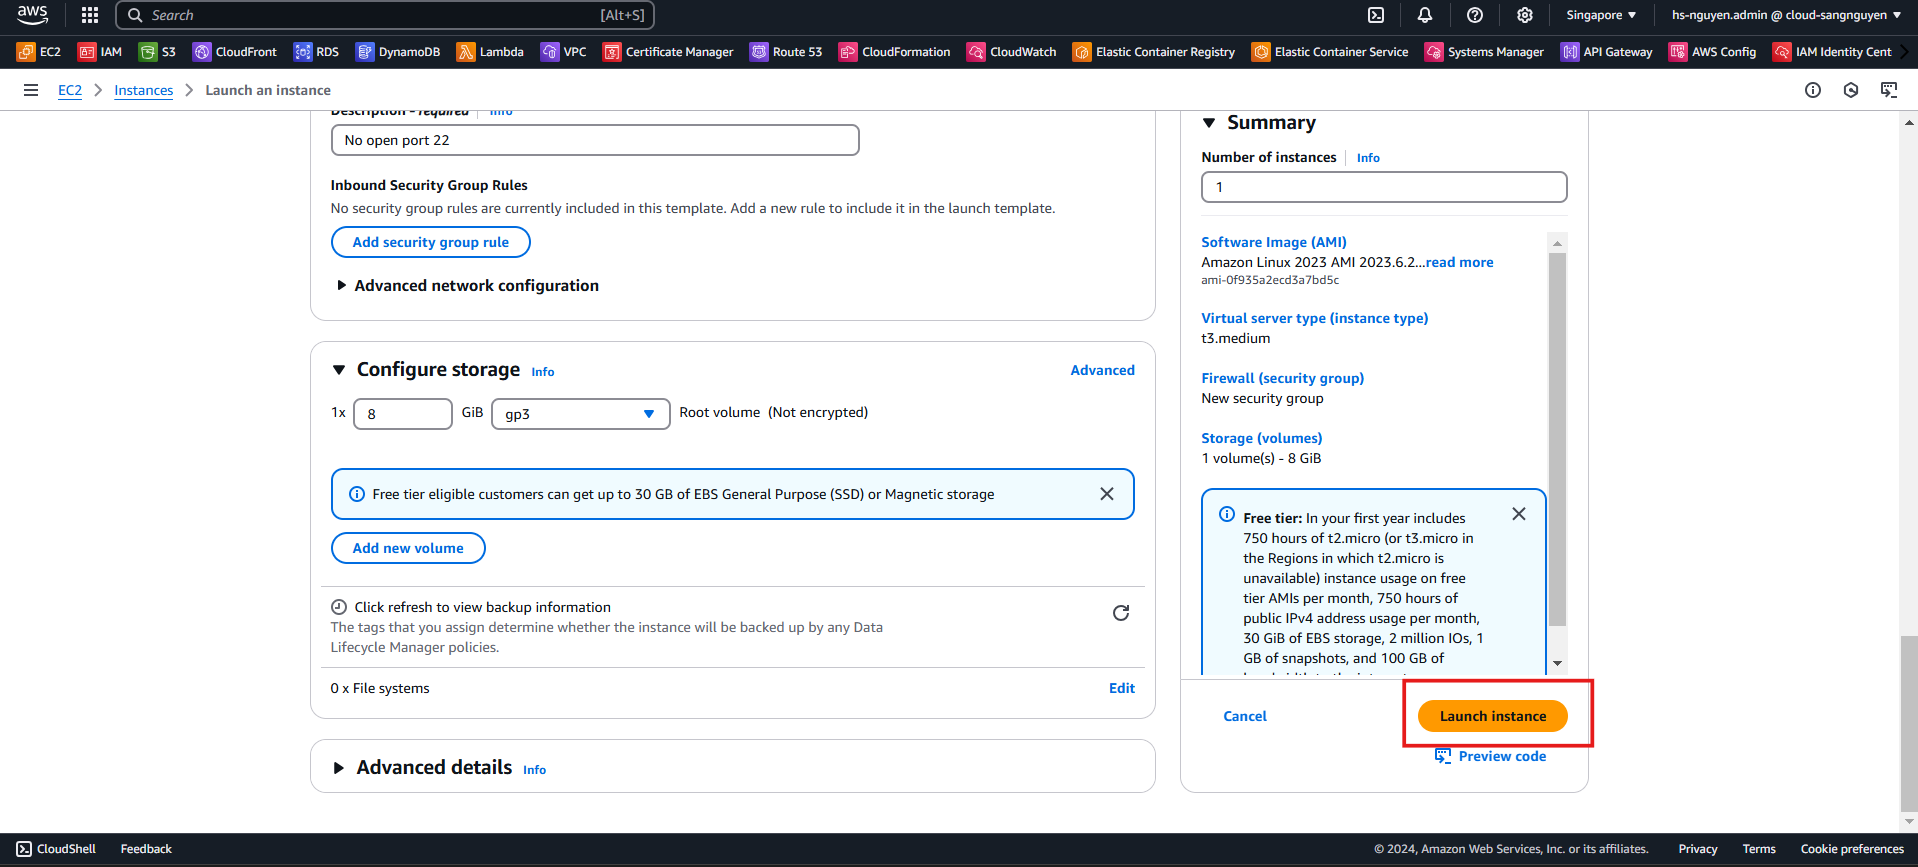 aws
Search [Alt+S]
Singapore
hs-nguyen.admin @ cloud-sangnguyen
EC2 IAM S3 CloudFront RDS DynamoDB Lambda VPC Certificate Manager Route 53 CloudFormation CloudWatch Elastic Container Registry Elastic Container Service Systems Manager API Gateway AWS Config IAM Identity Cent
EC2 Instances Launch an instance
Description - required Info
No open port 22
Inbound Security Group Rules
No security group rules are currently included in this template. Add a new rule to include it in the launch template.
Add security group rule
Advanced network configuration
Configure storage Info Advanced
1x 8 GiB gp3 Root volume (Not encrypted)
Free tier eligible customers can get up to 30 GB of EBS General Purpose (SSD) or Magnetic storage
Add new volume
Click refresh to view backup information
The tags that you assign determine whether the instance will be backed up by any Data
Lifecycle Manager policies.
0 x File systems Edit
Advanced details Info
Summary
Number of instances Info
1
Software Image (AMI)
Amazon Linux 2023 AMI 2023.6.2...read more
ami-0f935a2ecd3a7bd5c
Virtual server type (instance type)
t3.medium
Firewall (security group)
New security group
Storage (volumes)
1 volume(s) - 8 GiB
Free tier: In your first year includes
750 hours of t2.micro (or t3.micro in
the Regions in which t2.micro is
unavailable) instance usage on free
tier AMIs per month, 750 hours of
public IPv4 address usage per month,
30 GiB of EBS storage, 2 million IOs, 1
GB of snapshots, and 100 GB of
Cancel Launch instance
Preview code
CloudShell Feedback © 2024, Amazon Web Services, Inc. or its affiliates. Privacy Terms Cookie preferences